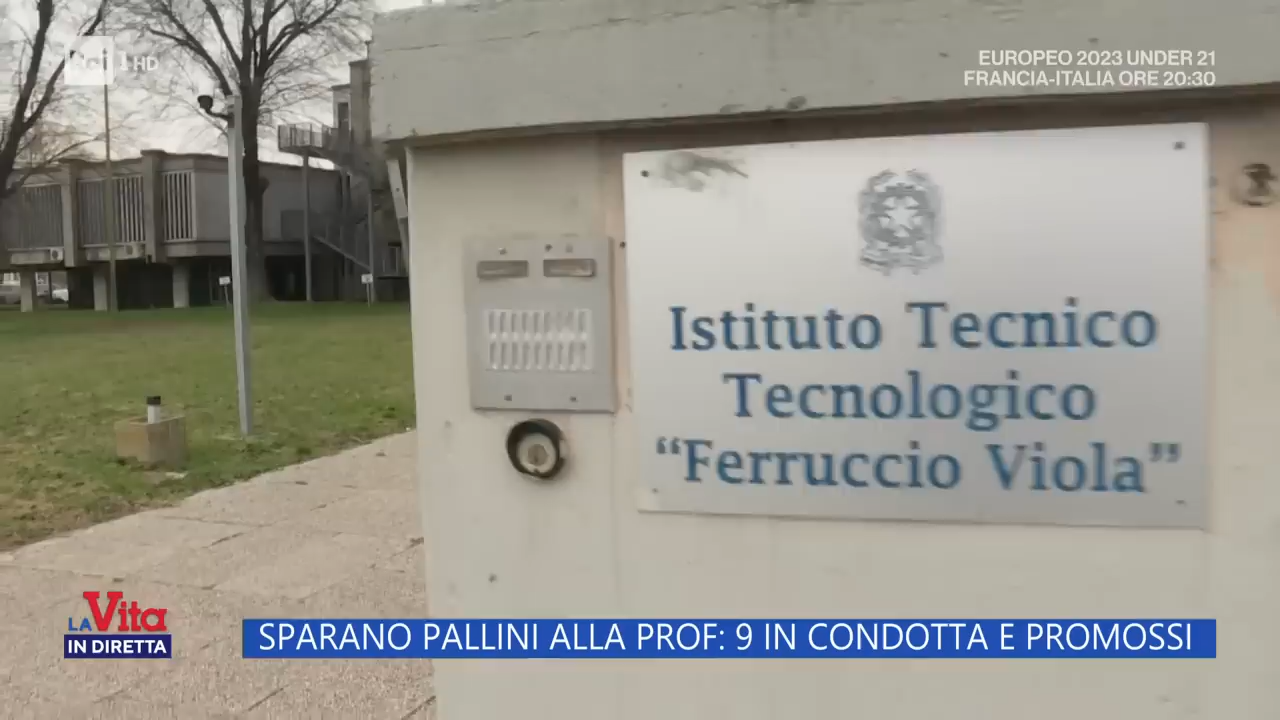 Rai 1 HD
EUROPEO 2023 UNDER 21
FRANCIA-ITALIA ORE 20:30
Istituto Tecnico
Tecnologico
“Ferruccio Viola”
LA Vita
IN DIRETTA
SPARANO PALLINI ALLA PROF: 9 IN CONDOTTA E PROMOSSI